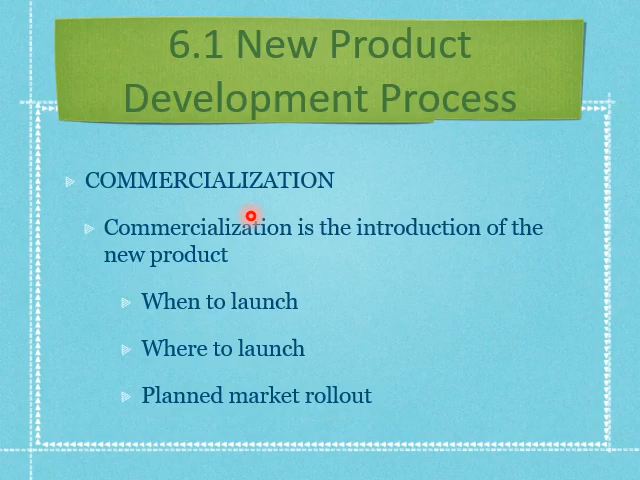 6.1 New Product
Development Process
COMMERCIALIZATION
Commercialization is the introduction of the
new product
When to launch
Where to launch
Planned market rollout